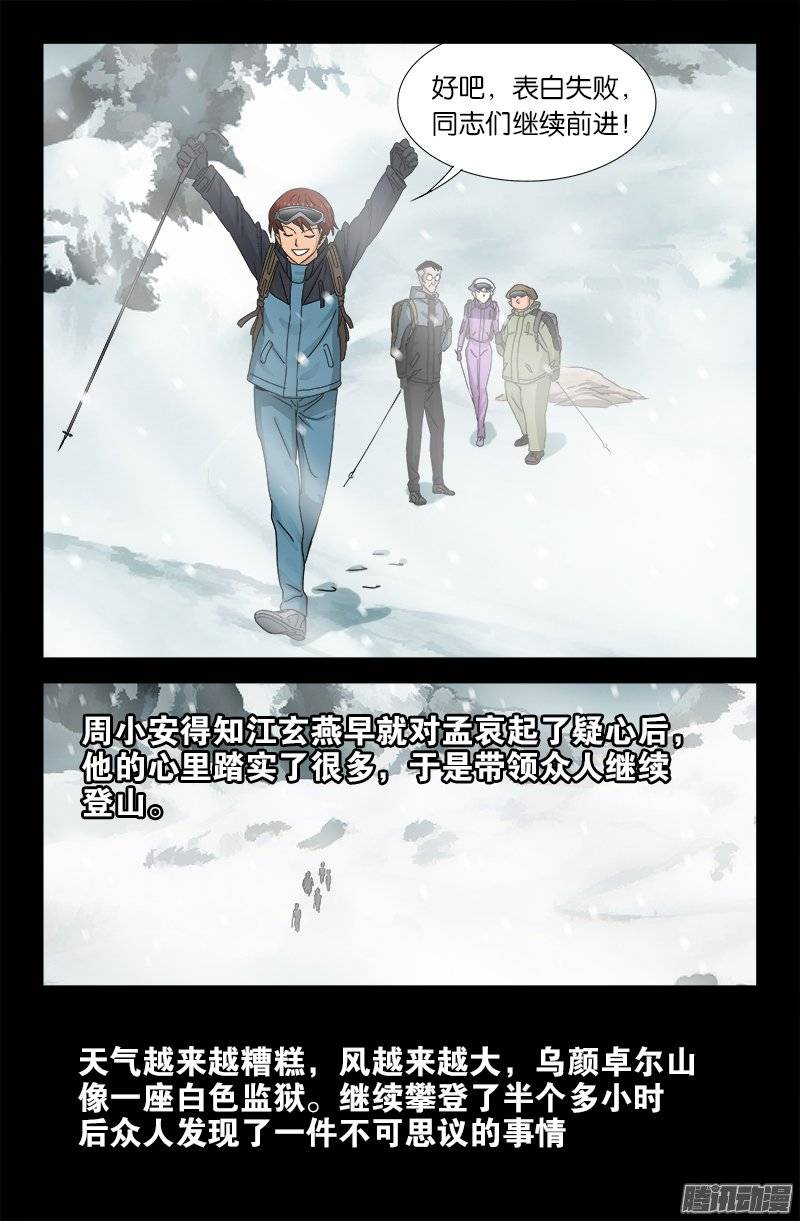 好吧，表白失败，
同志们继续前进！
周小安得知江玄燕早就对孟哀起了疑心后，
他的心里踏实了很多，于是带领众人继续
登山。
天气越来越糟糕，风越来越大，乌颜卓尔山
像一座白色监狱。继续攀登了半个多小时
后众人发现了一件不可思议的事情
腾讯动漫